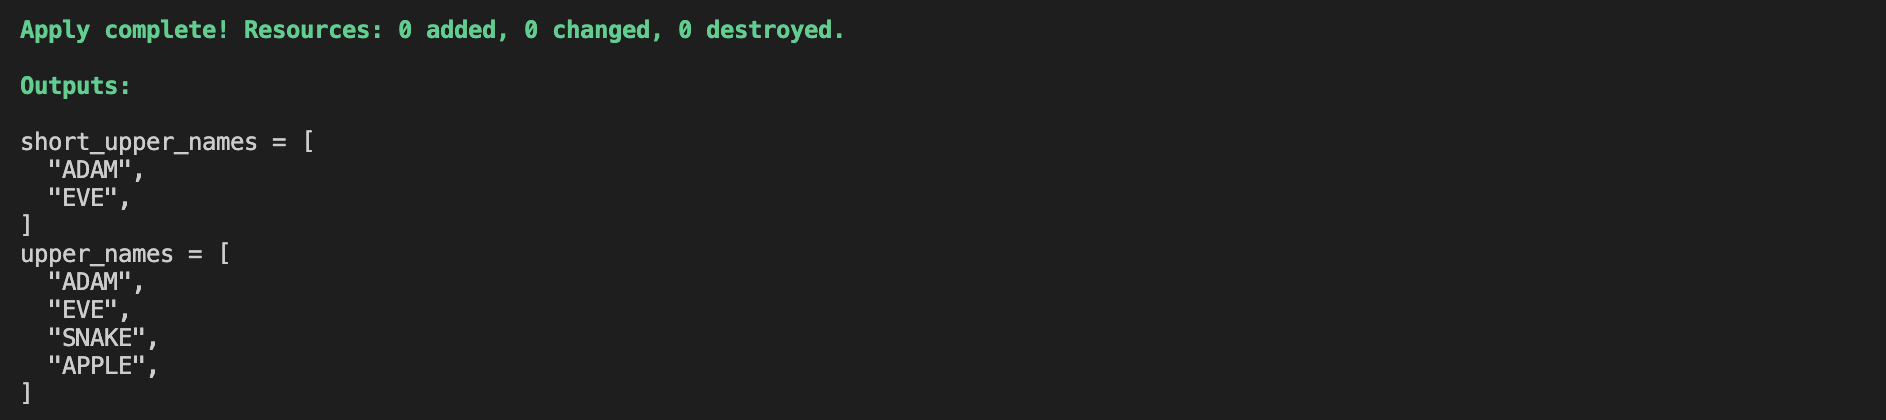 Apply complete! Resources: 0 added, 0 changed, 0 destroyed.
Outputs:
short_upper_names = [
  "ADAM",
  "EVE",
]
upper_names = [
  "ADAM",
  "EVE",
  "SNAKE",
  "APPLE",
]